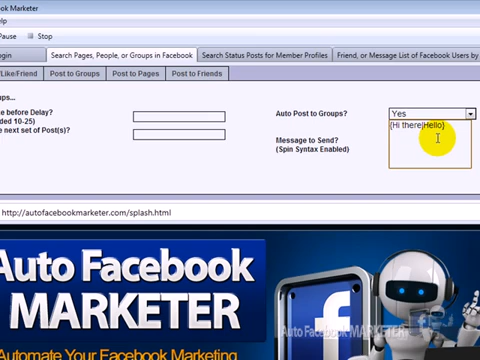 ook Marketer
elp
Pause Stop
ogin Search Pages, People, or Groups in Facebook Search Status Posts for Member Profiles Friend, or Message List of Facebook Users by
/Like/Friend Post to Groups Post to Pages Post to Friends
ups...
e before Delay?
ded 10-25)
e next set of Post(s)?
Auto Post to Groups? Yes
Message to Send?
(Spin Syntax Enabled)
{Hi there|Hello}
http://autofacebookmarketer.com/splash.html
Auto Facebook
MARKETER
Automate Your Facebook Marketing
f
Auto Facebook MARKETER